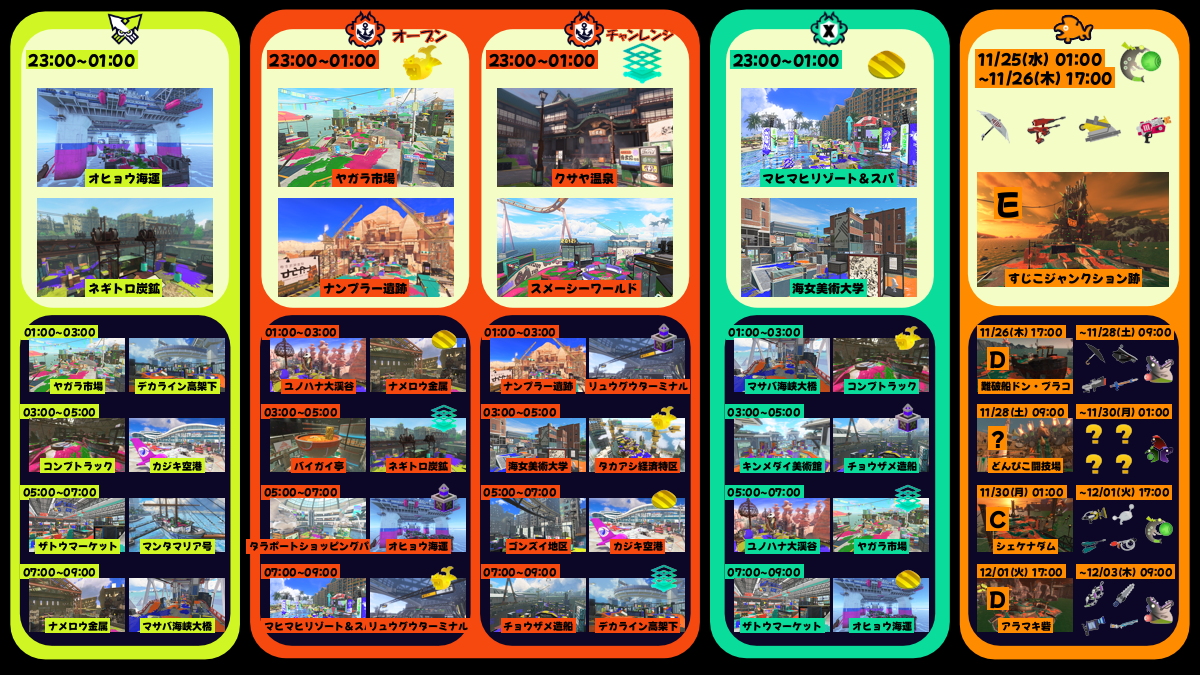 23:00~01:00
オヒョウ海運
ネギトロ炭鉱
01:00~03:00
ヤガラ市場
デカライン高架下
03:00~05:00
コンブトラック
カジキ空港
05:00~07:00
ザトウマーケット
マンタマリア号
07:00~09:00
ナメロウ金属
マサバ海峡大橋
オープン
23:00~01:00
ヤガラ市場
ナンプラー遺跡
01:00~03:00
ユノハナ大渓谷
ナメロウ金属
03:00~05:00
バイガイ亭
ネギトロ炭鉱
05:00~07:00
タラポートショッピングパ
オヒョウ海運
07:00~09:00
マヒマヒリゾート&ス
リュウグウターミナル
チャレンジ
23:00~01:00
クサヤ温泉
スメーシーワールド
01:00~03:00
ナンプラー遺跡
リュウグウターミナル
03:00~05:00
海女美術大学
タカアシ経済特区
05:00~07:00
ゴンズイ地区
カジキ空港
07:00~09:00
チョウザメ造船
デカライン高架下
X
23:00~01:00
マヒマヒリゾート&スパ
海女美術大学
01:00~03:00
マサバ海峡大橋
コンブトラック
03:00~05:00
キンメダイ美術館
チョウザメ造船
05:00~07:00
ユノハナ大渓谷
ヤガラ市場
07:00~09:00
ザトウマーケット
オヒョウ海運
11/25(水) 01:00
~11/26(木) 17:00
E
すじこジャンクション跡
11/26(木) 17:00 ~11/28(土) 09:00
D
難破船ドン・ブラコ
11/28(土) 09:00 ~11/30(月) 01:00
?
? ?
? ?
どんぴこ闘技場
11/30(月) 01:00 ~12/01(火) 17:00
C
シェケナダム
12/01(火) 17:00 ~12/03(木) 09:00
D
アラマキ砦